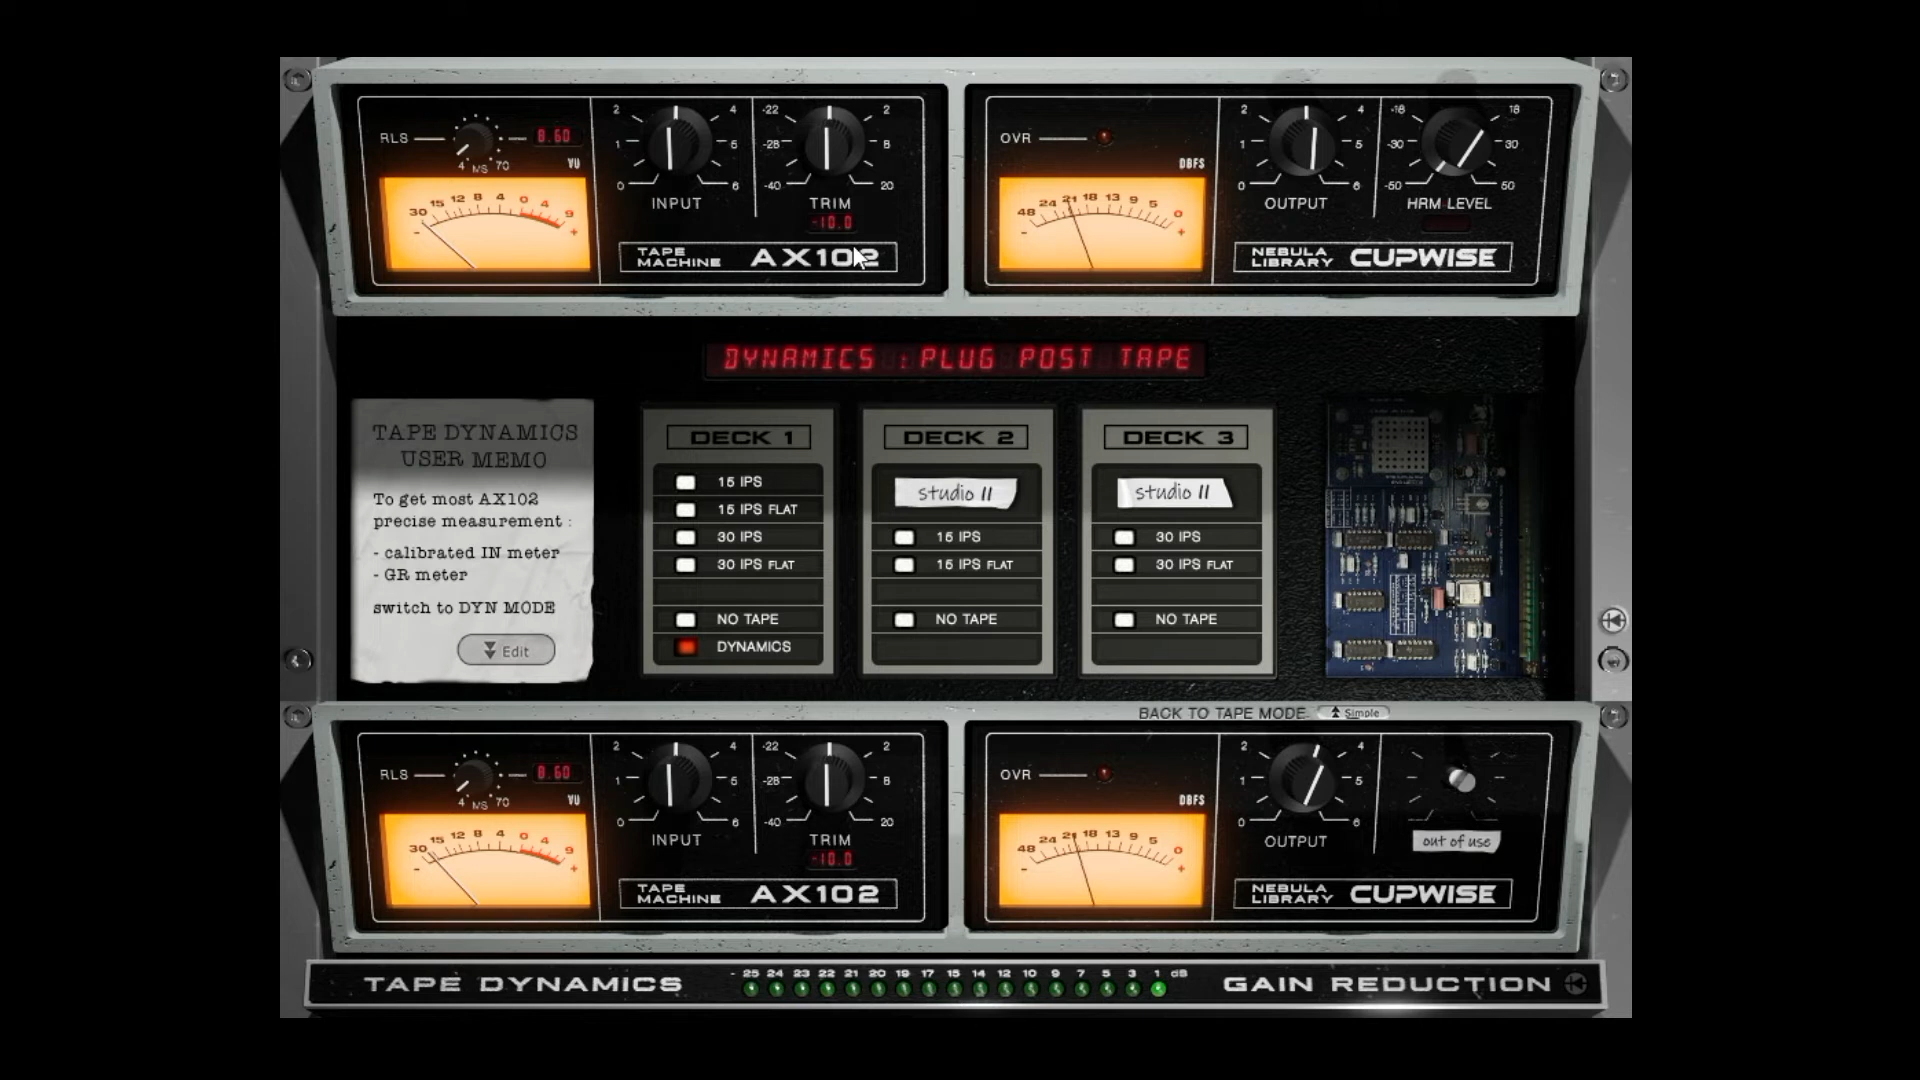 RLS 8.60 VU
4 MS 70
30 15 12 8 4 0 4 9
- +
2 4
1 5
0 6
INPUT
-22 2
-28 8
-40 20
TRIM
-10.0
TAPE MACHINE AX102
OVR DBFS
48 24 21 18 13 9 5 0
- +
2 4
1 5
0 6
OUTPUT
-18 18
-30 30
-50 50
HRM LEVEL
NEBULA LIBRARY CUPWISE
DYNAMICS : PLUG POST TAPE
TAPE DYNAMICS
USER MEMO
To get most AX102
precise measurement :
- calibrated IN meter
- GR meter
switch to DYN MODE
Edit
DECK 1
15 IPS
15 IPS FLAT
30 IPS
30 IPS FLAT
NO TAPE
DYNAMICS
DECK 2
studio II
15 IPS
15 IPS FLAT
NO TAPE
DECK 3
studio II
30 IPS
30 IPS FLAT
NO TAPE
BACK TO TAPE MODE Simple
RLS 8.60 VU
4 MS 70
30 15 12 8 4 0 4 9
- +
2 4
1 5
0 6
INPUT
-22 2
-28 8
-40 20
TRIM
-10.0
TAPE MACHINE AX102
OVR DBFS
48 24 21 18 13 9 5 0
- +
2 4
1 5
0 6
OUTPUT
out of use
NEBULA LIBRARY CUPWISE
TAPE DYNAMICS
- 25 24 23 22 21 20 19 17 15 14 12 10 9 7 5 3 1 dB
GAIN REDUCTION